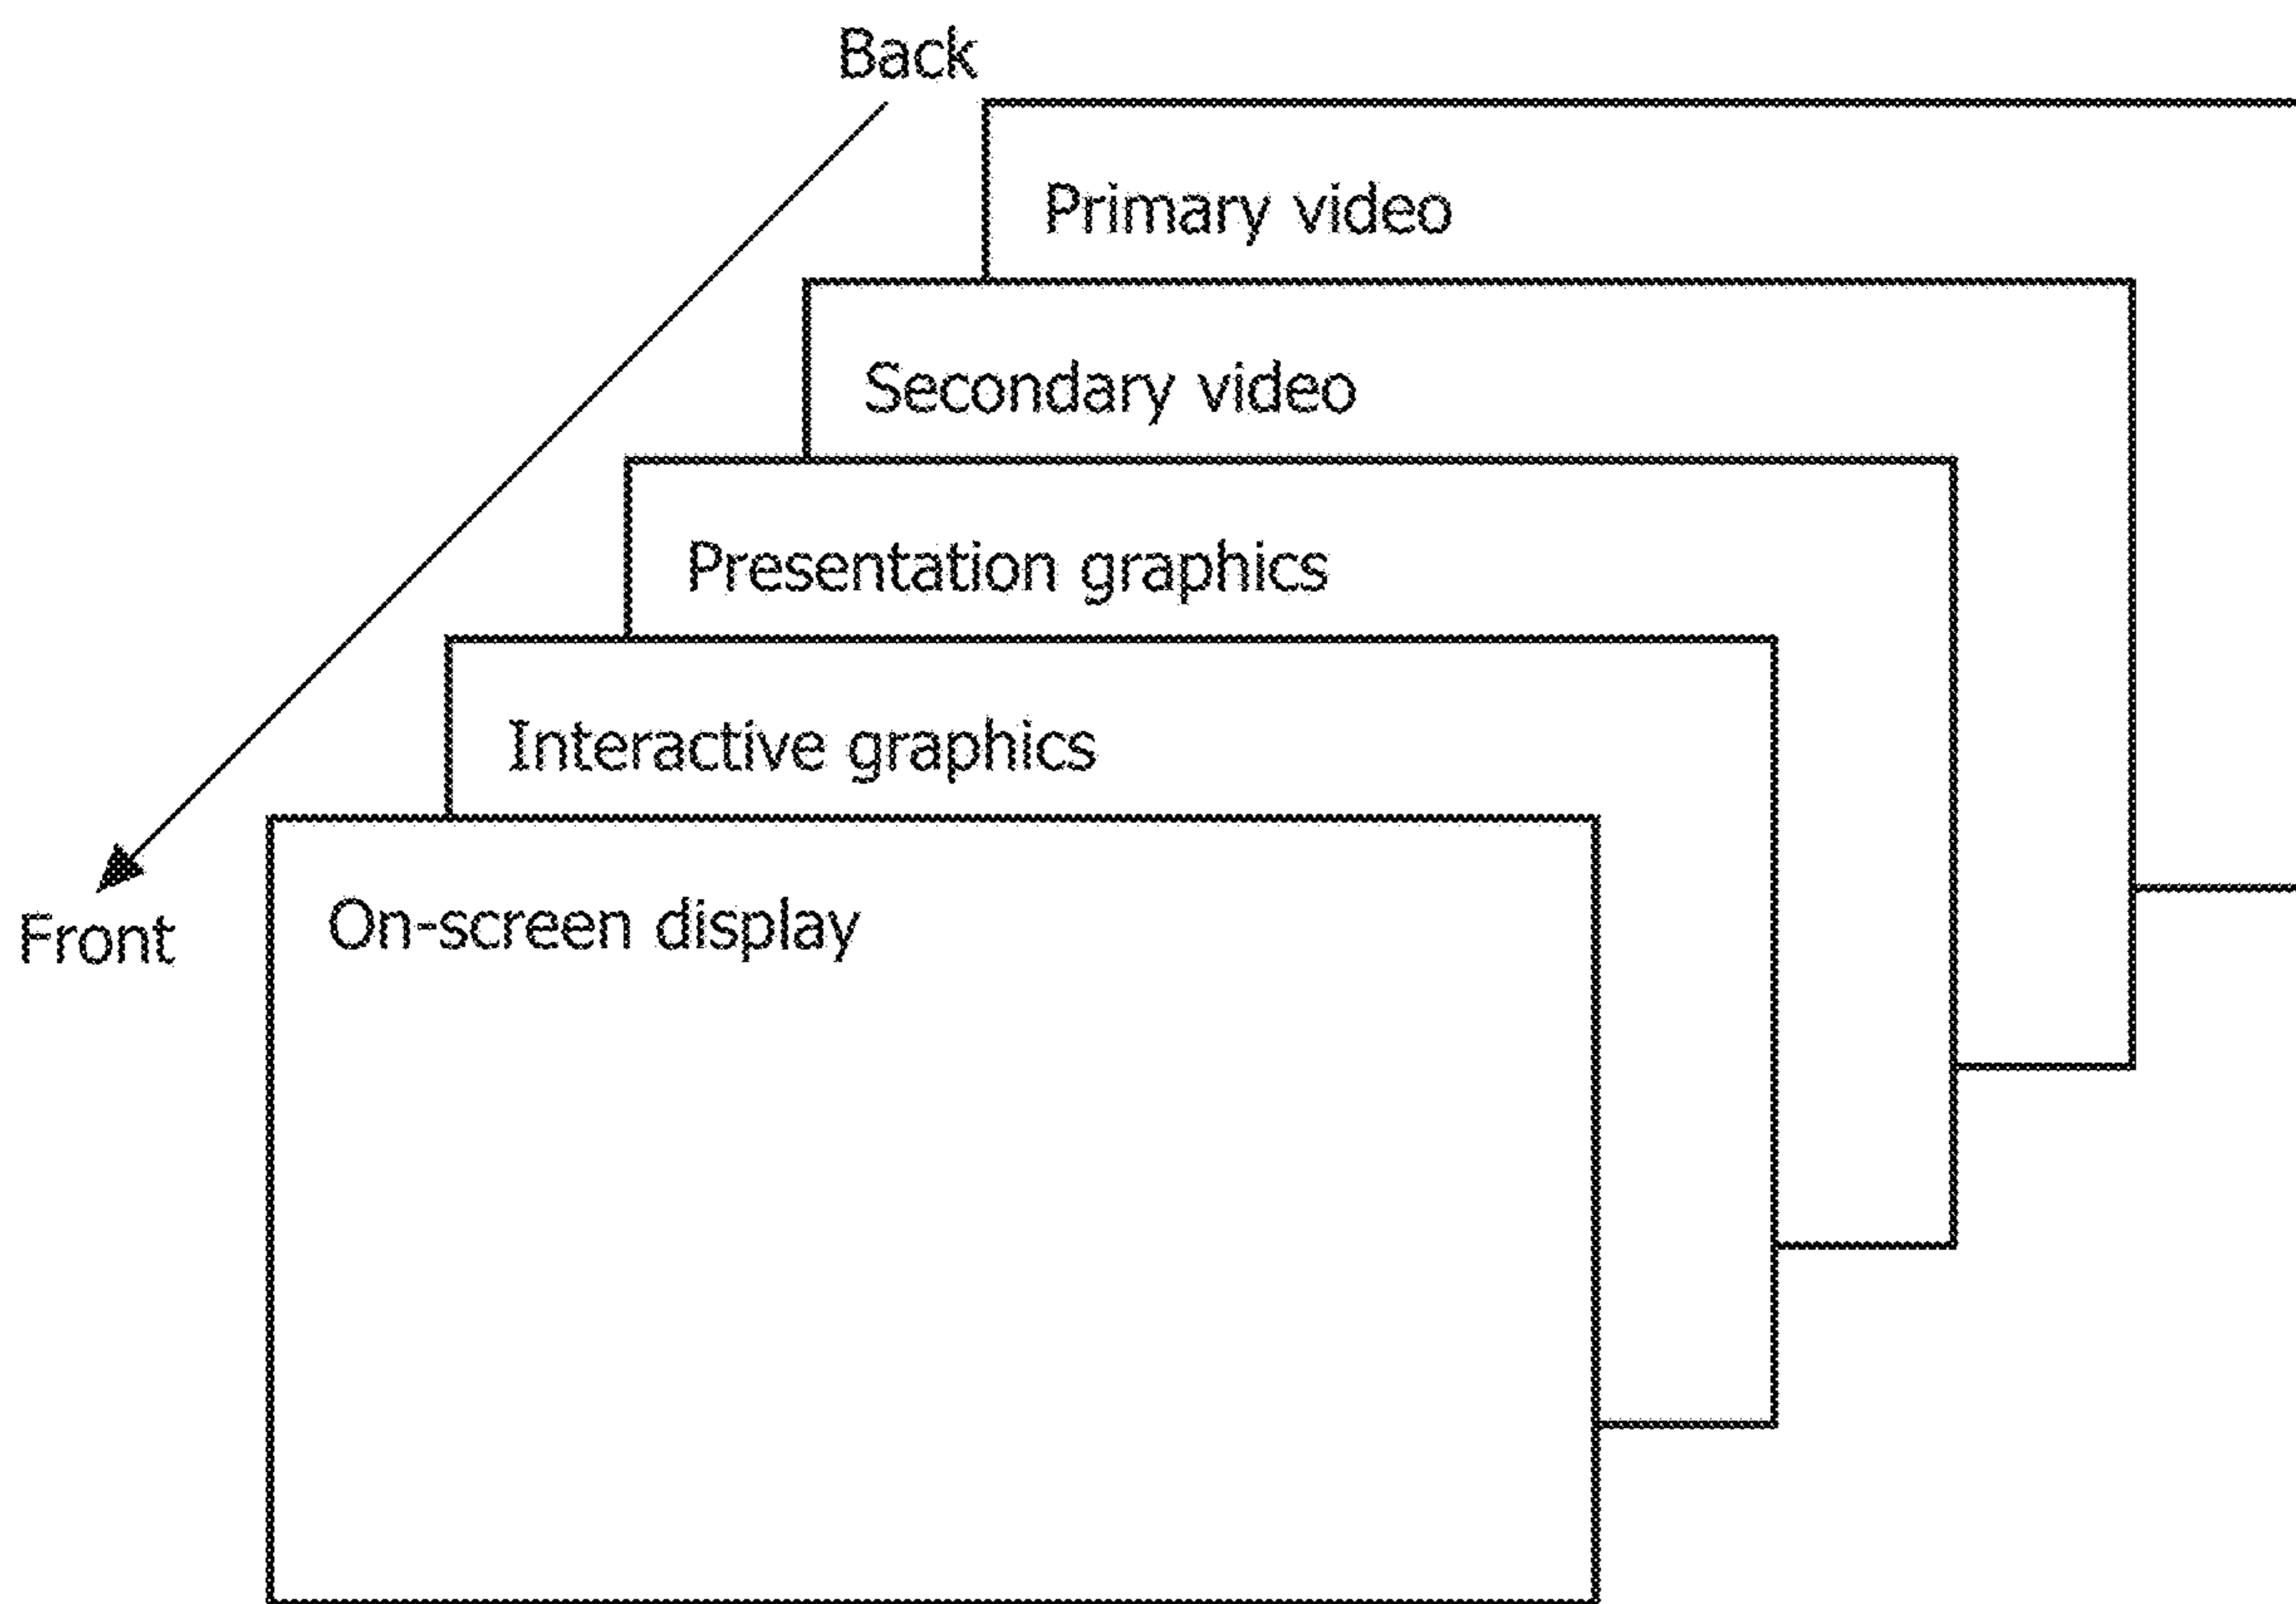 Back
Primary video
Secondary video
Presentation graphics
Interactive graphics
On-screen display
Front